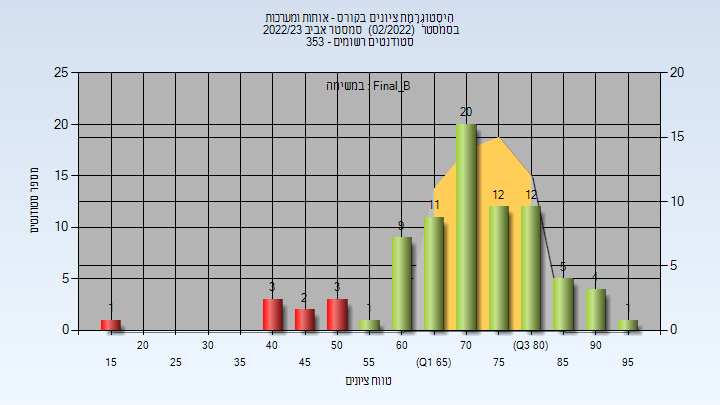 היסטוגרמת ציונים בקורס - אותות ומערכות
בסמסטר (02/2022) סמסטר אביב 2022/23
סטודנטים רשומים - 353
במשימה : Final_B
25 20 15 10 5 0
20 15 10 5 0
מספר סטודנטים
1 3 2 3 1 9 11 20 12 12 5 4 1
20 30 40 50 60 70 (Q3 80) 90
15 25 35 45 55 (Q1 65) 75 85 95
טווח ציונים